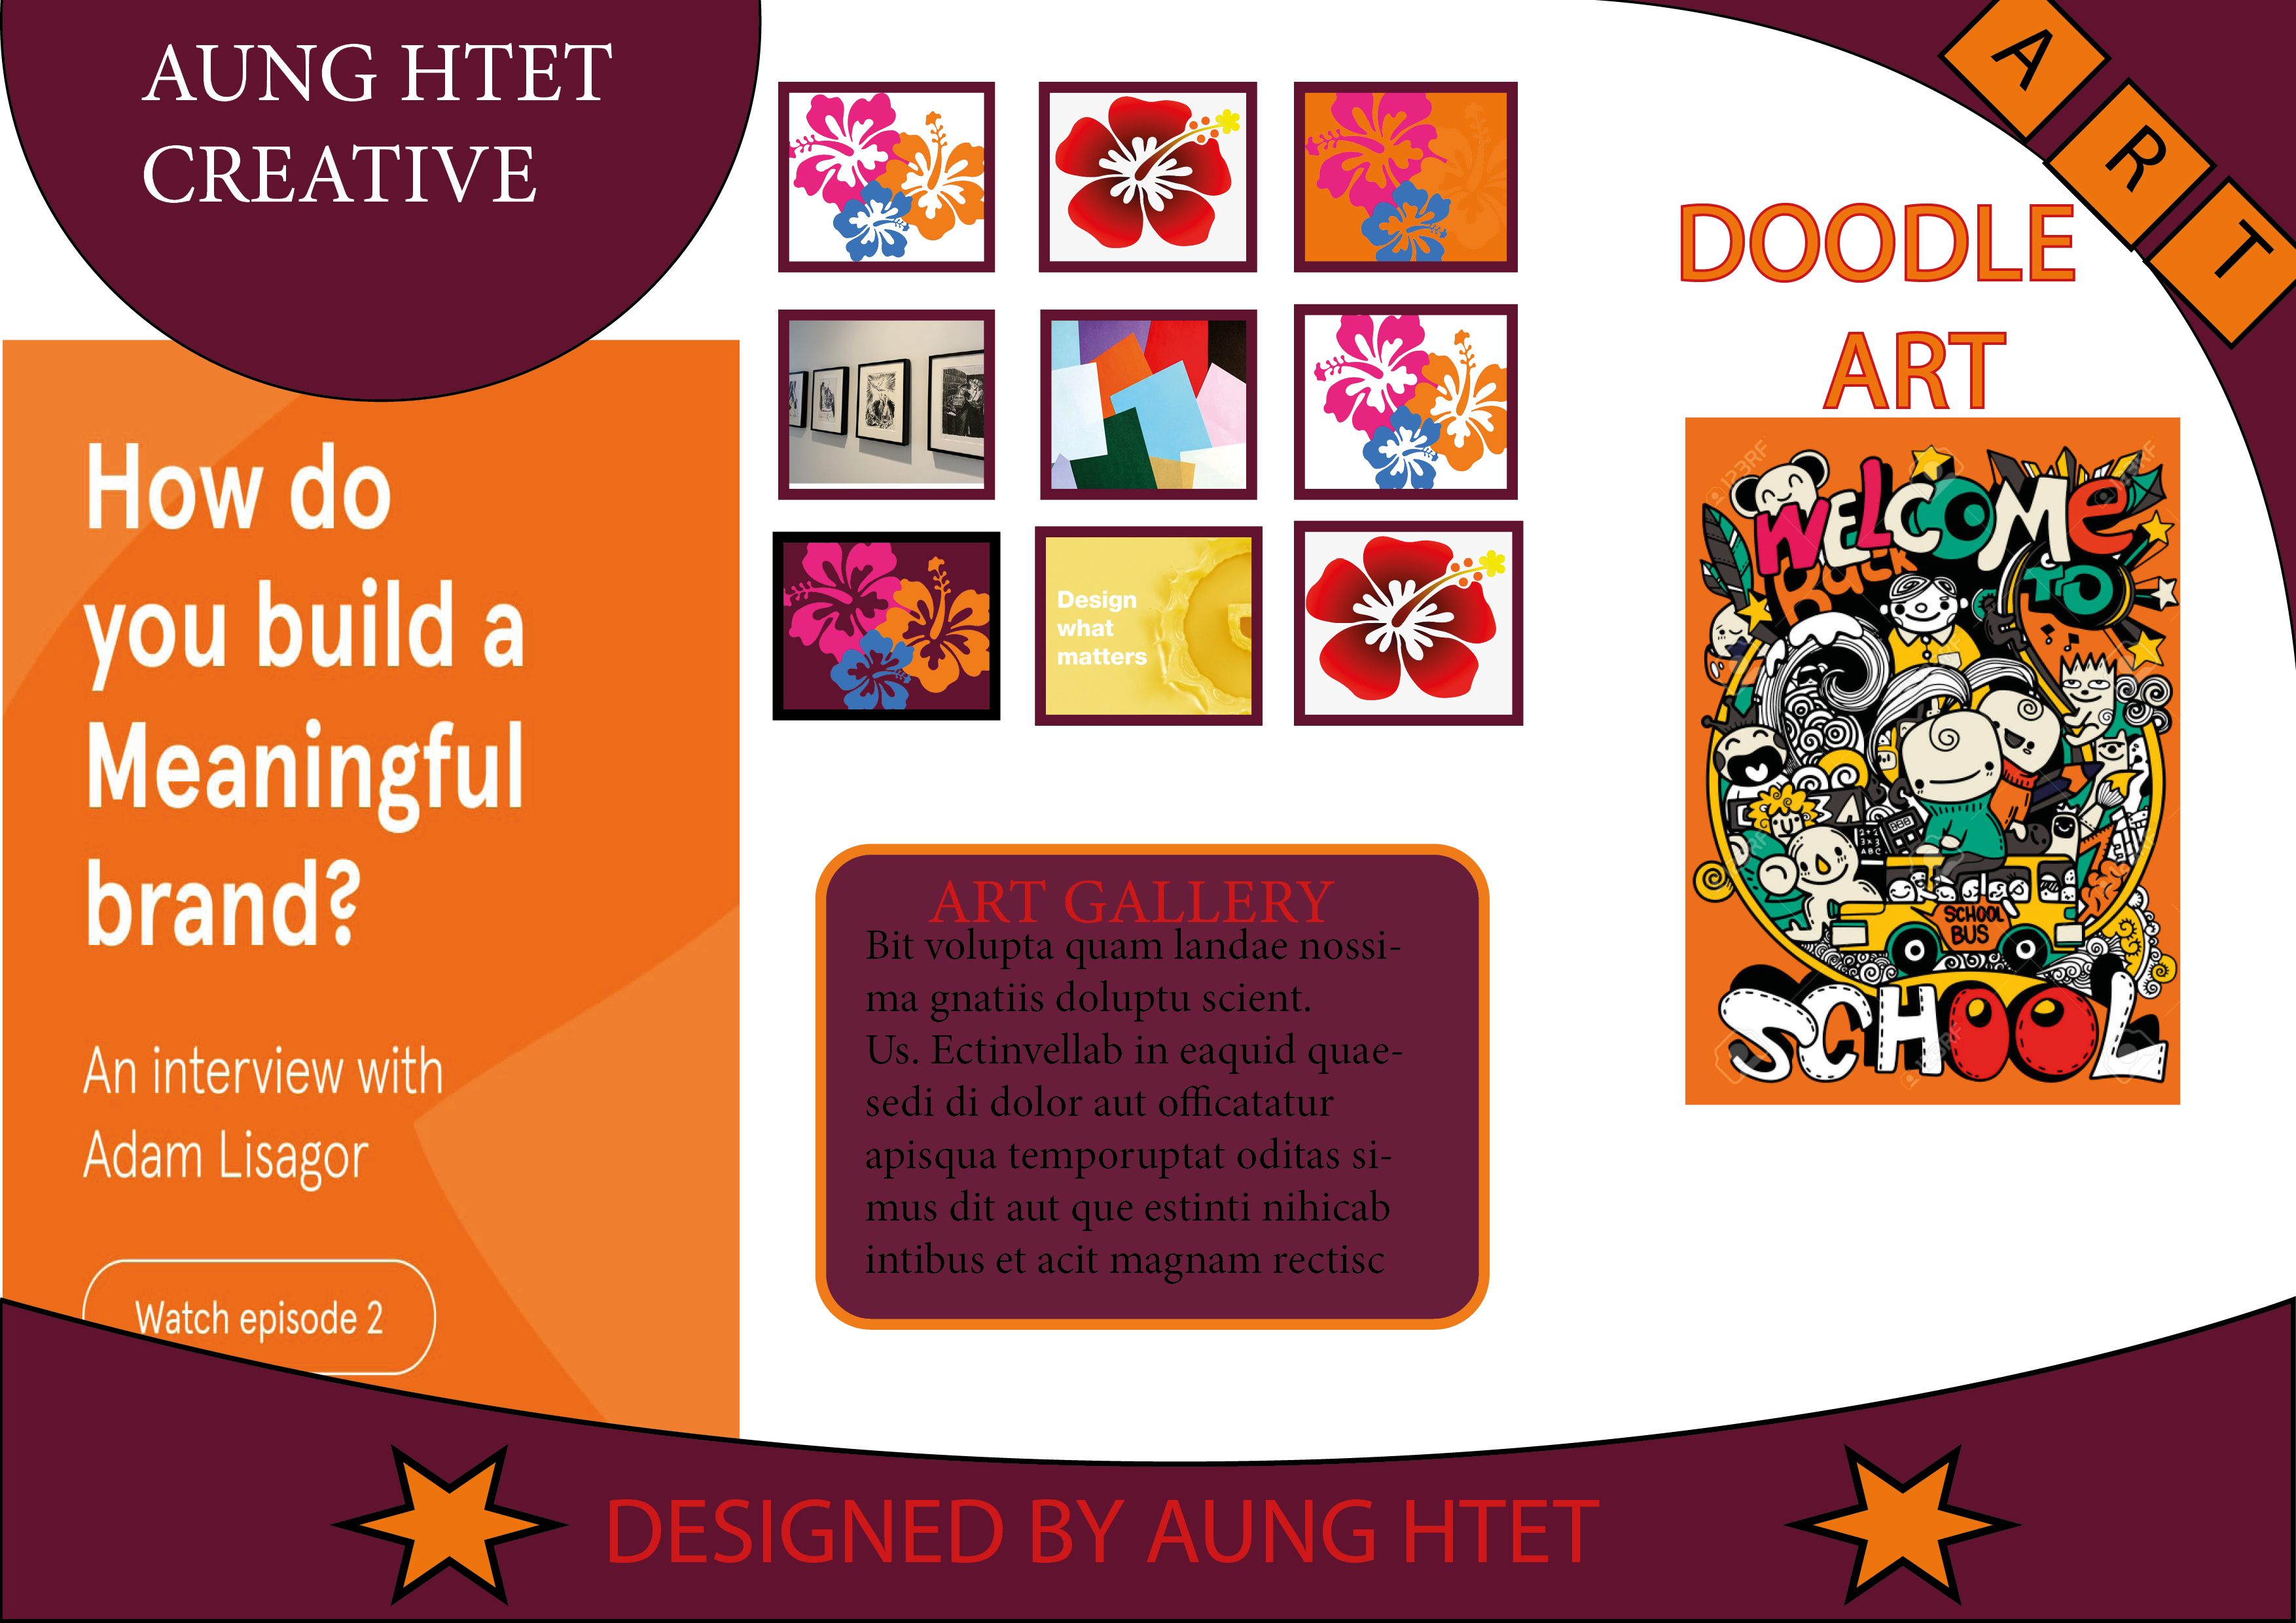 AUNG HTET
CREATIVE
How do
you build a
Meaningful
brand?
An interview with
Adam Lisagor
Watch episode 2
Design
what
matters
ART GALLERY
Bit volupta quam landae nossi-
ma gnatiis doluptu scient.
Us. Ectinvellab in eaquid quae-
sedi di dolor aut officatatur
apisqua temporuptat oditas si-
mus dit aut que estinti nihicab
intibus et acit magnam rectisc
A
R
T
DOODLE
ART
WELCOME
Back
TO
SCHOOL
BUS
SCHOOL
123RF
DESIGNED BY AUNG HTET